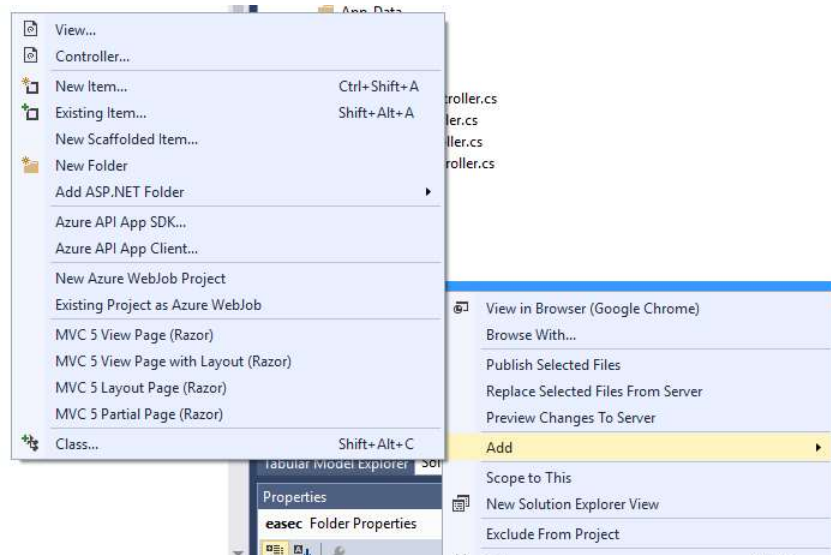 App_Data
View...
Controller...
New Item... Ctrl+Shift+A
Existing Item... Shift+Alt+A
New Scaffolded Item...
New Folder
Add ASP.NET Folder
Azure API App SDK...
Azure API App Client...
New Azure WebJob Project
Existing Project as Azure WebJob
MVC 5 View Page (Razor)
MVC 5 View Page with Layout (Razor)
MVC 5 Layout Page (Razor)
MVC 5 Partial Page (Razor)
Class... Shift+Alt+C
troller.cs
ler.cs
ller.cs
roller.cs
View in Browser (Google Chrome)
Browse With...
Publish Selected Files
Replace Selected Files From Server
Preview Changes To Server
Add
Scope to This
New Solution Explorer View
Exclude From Project
Tabular Model Explorer Sol
Properties
easec Folder Properties